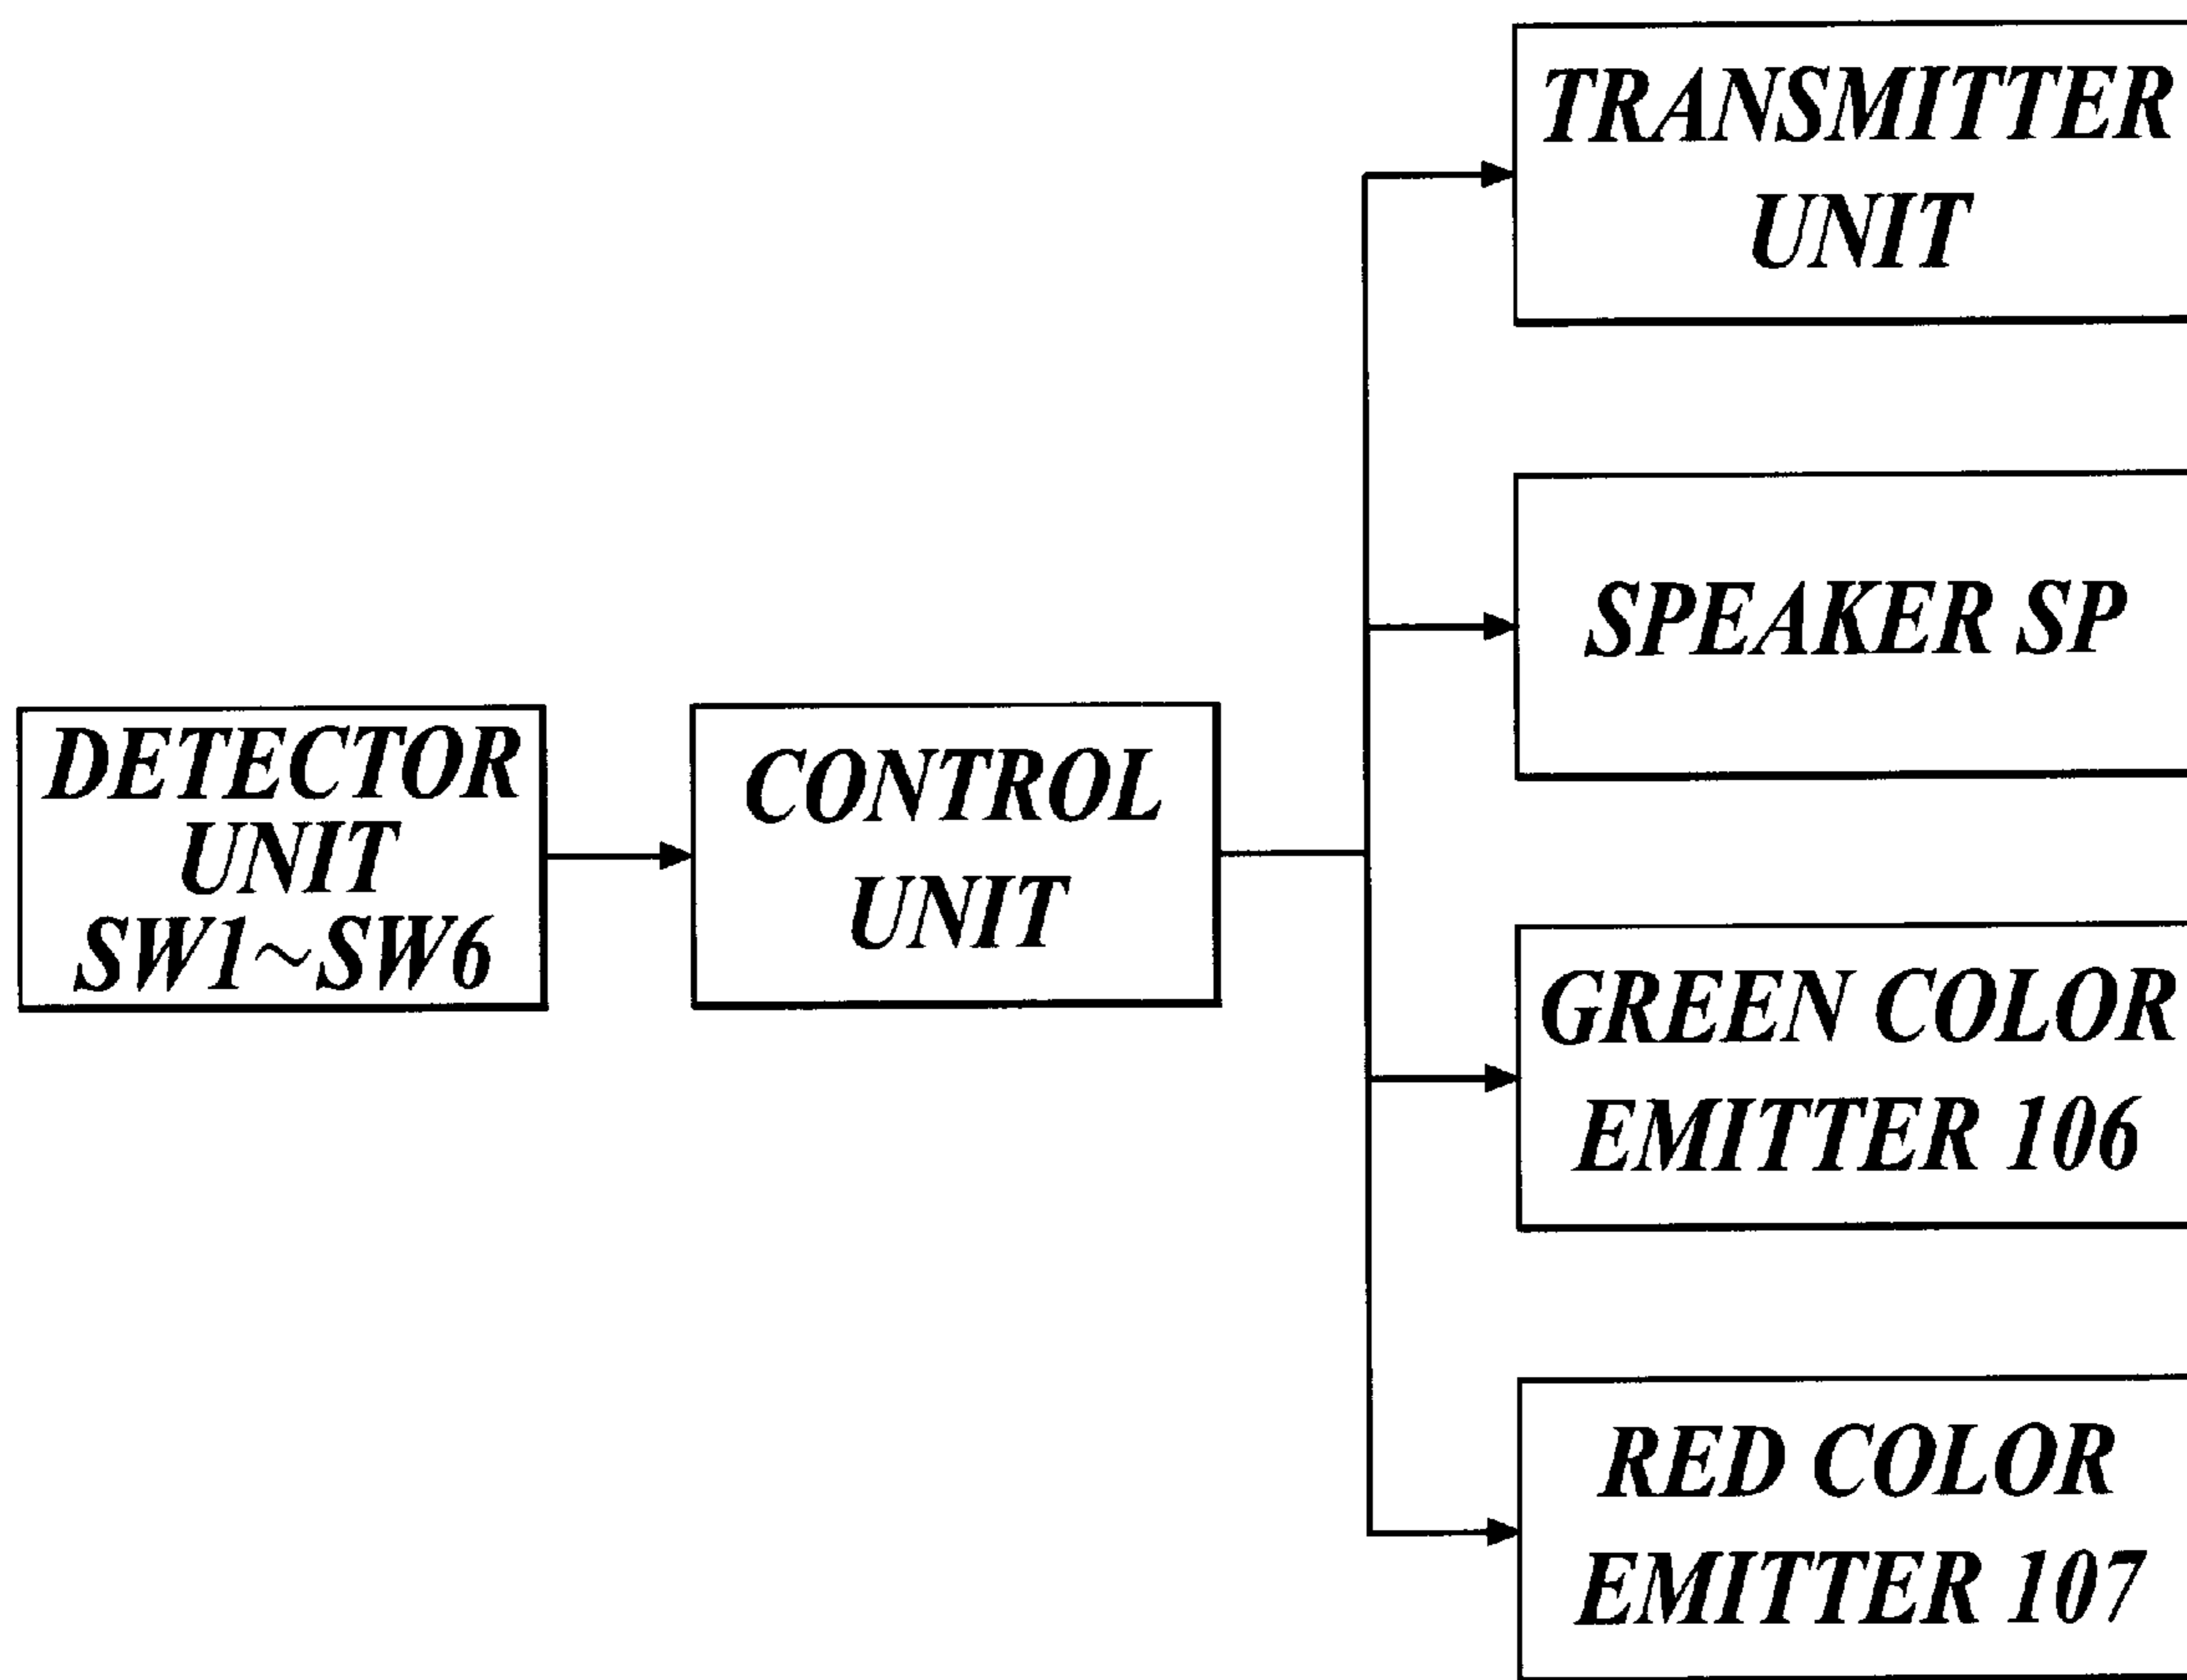 TRANSMITTER
UNIT
SPEAKER SP
DETECTOR
UNIT
SW1~SW6
CONTROL
UNIT
GREEN COLOR
EMITTER 106
RED COLOR
EMITTER 107